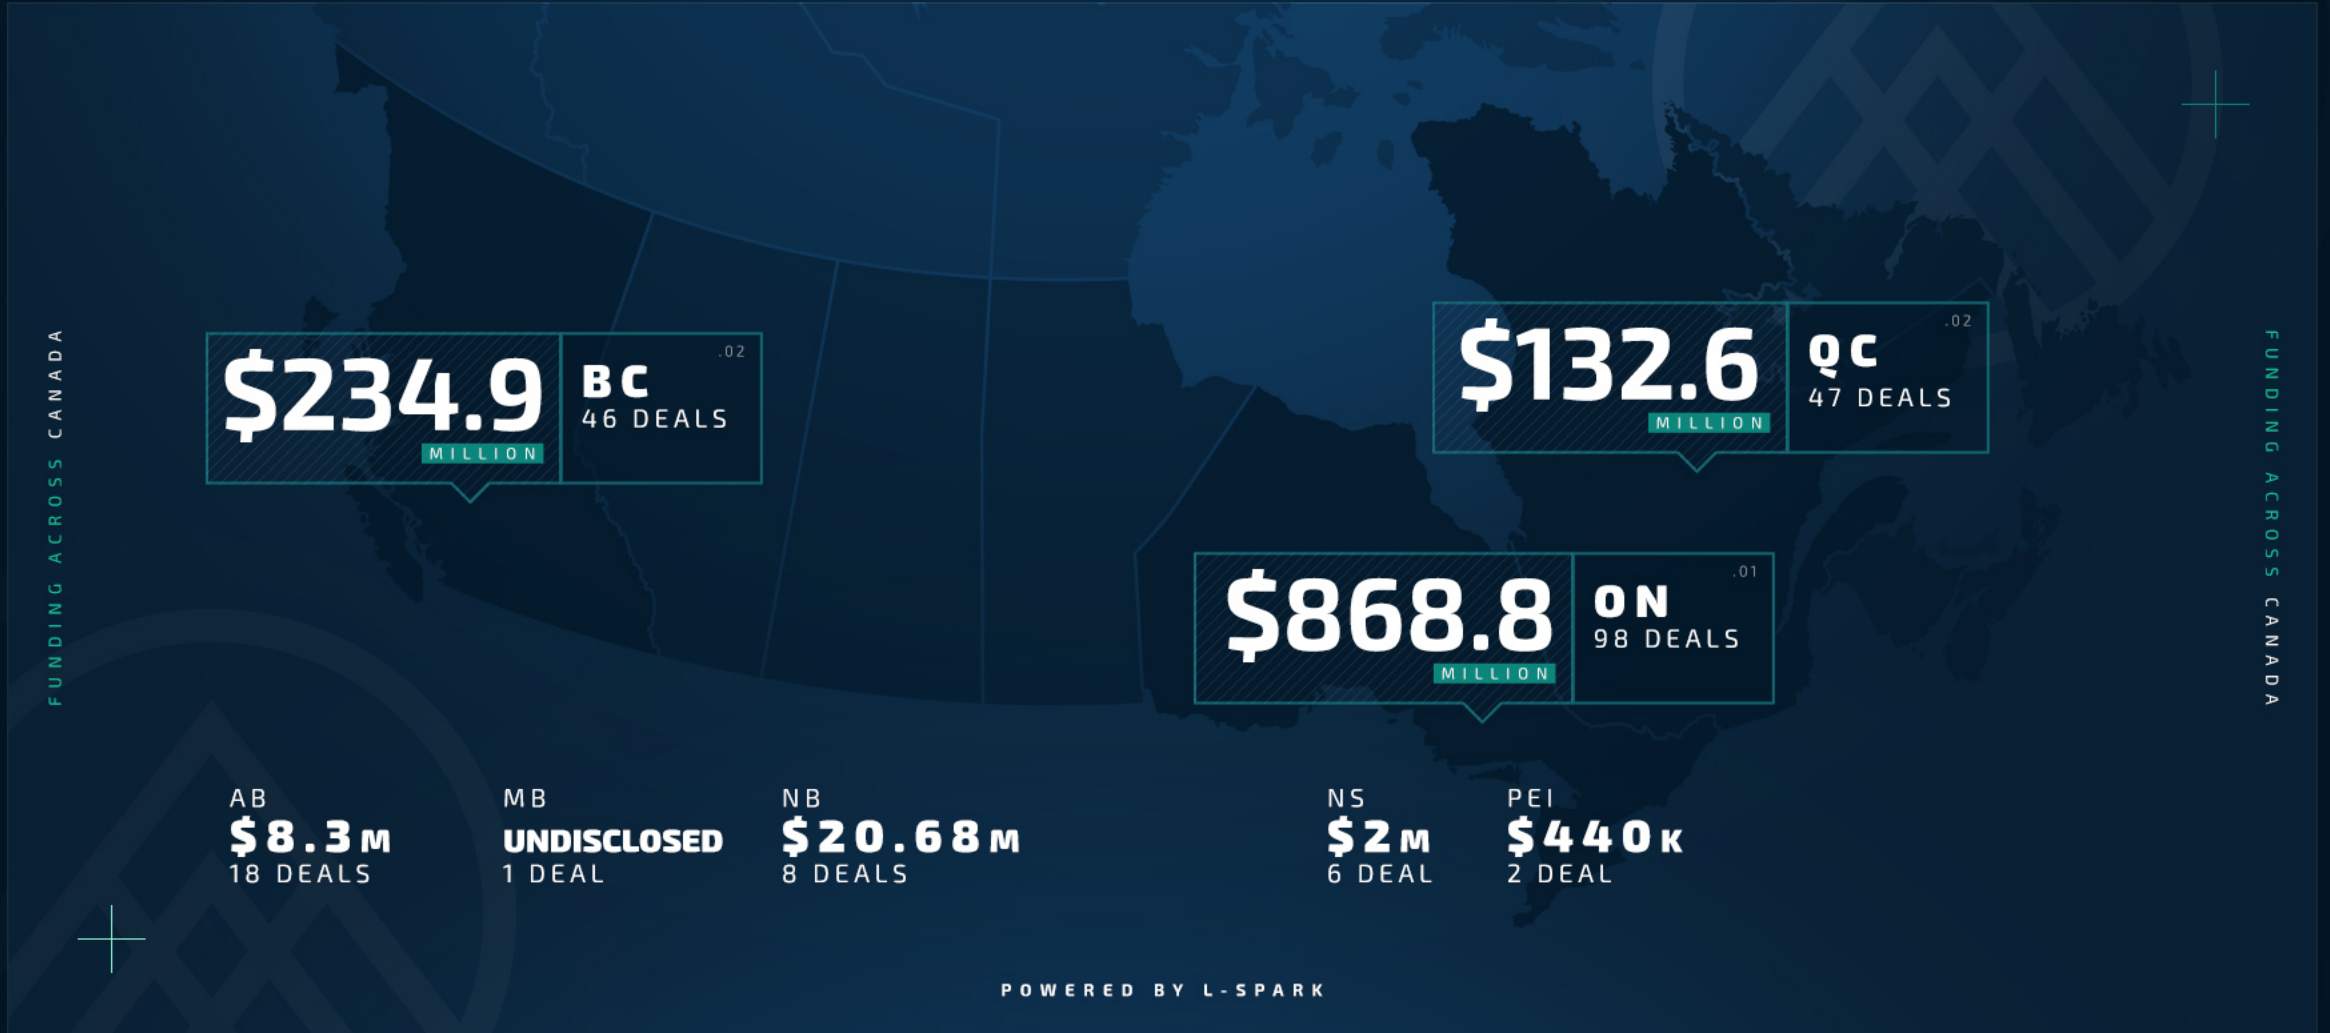 FUNDING ACROSS CANADA
$234.9
MILLION
.02
BC
46 DEALS
$132.6
MILLION
.02
QC
47 DEALS
$868.8
MILLION
.01
ON
98 DEALS
FUNDING ACROSS CANADA
AB
$8.3M
18 DEALS
MB
UNDISCLOSED
1 DEAL
NB
$20.68M
8 DEALS
NS
$2M
6 DEAL
PEI
$440K
2 DEAL
POWERED BY L-SPARK